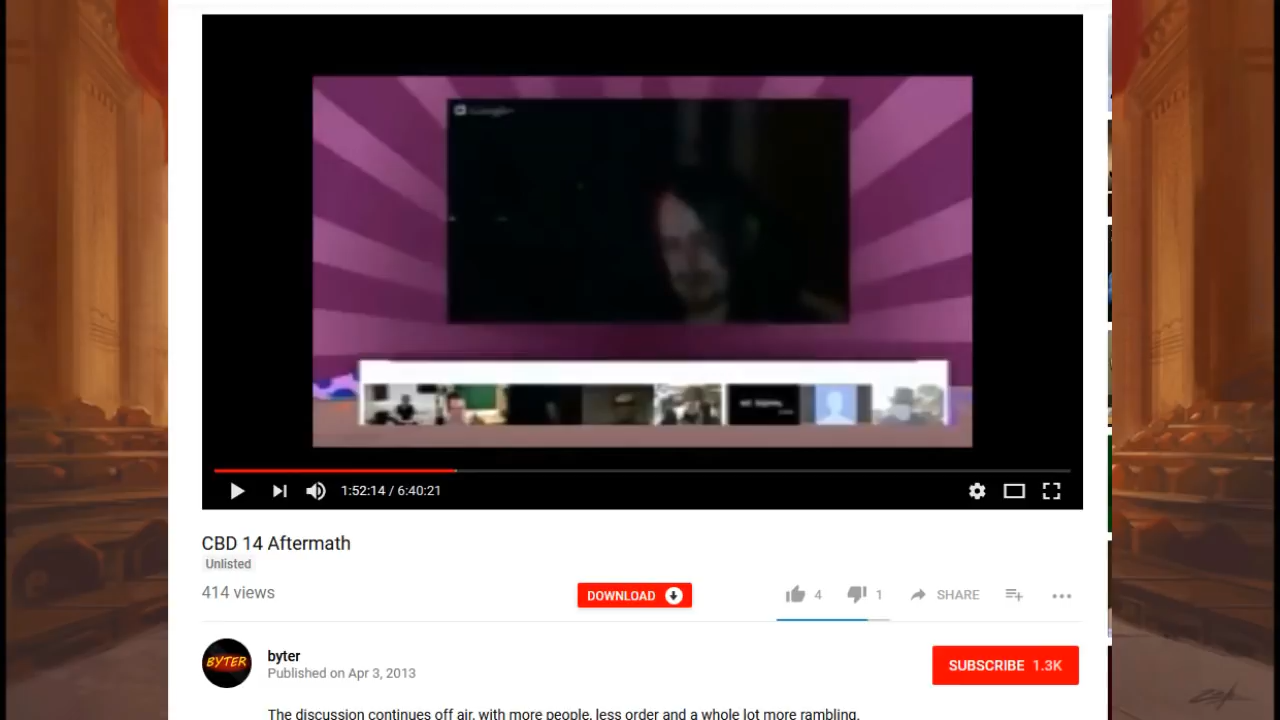 1:52:14 / 6:40:21
CBD 14 Aftermath
Unlisted
414 views
DOWNLOAD
4
1
SHARE
BYTER
byter
Published on Apr 3, 2013
SUBSCRIBE 1.3K
The discussion continues off air, with more people, less order and a whole lot more rambling.